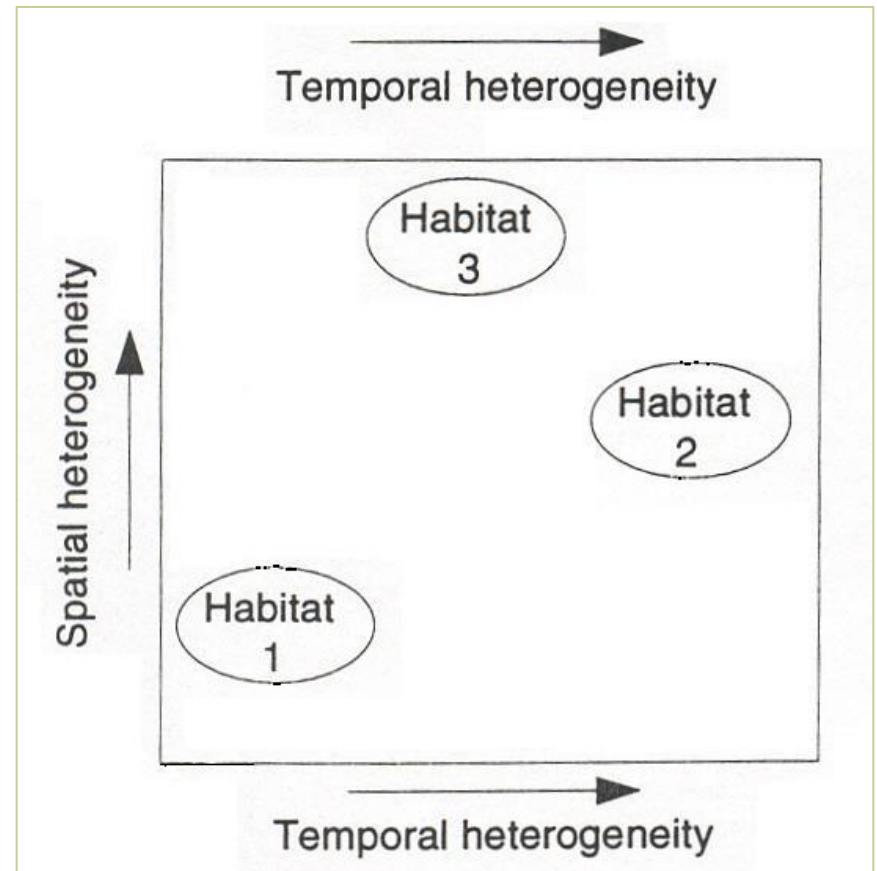 Temporal heterogeneity
Habitat
3
Spatial heterogeneity
Habitat
2
Habitat
1
Temporal heterogeneity